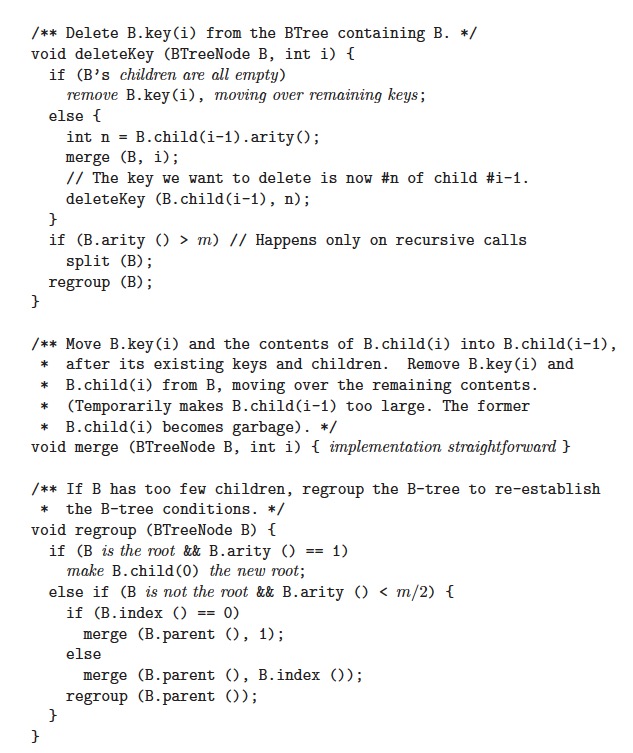 /** Delete B.key(i) from the BTree containing B. */
void deleteKey (BTreeNode B, int i) {
  if (B's children are all empty)
    remove B.key(i), moving over remaining keys;
  else {
    int n = B.child(i-1).arity();
    merge (B, i);
    // The key we want to delete is now #n of child #i-1.
    deleteKey (B.child(i-1), n);
  }
  if (B.arity () > m) // Happens only on recursive calls
    split (B);
  regroup (B);
}

/** Move B.key(i) and the contents of B.child(i) into B.child(i-1),
 *  after its existing keys and children.  Remove B.key(i) and
 *  B.child(i) from B, moving over the remaining contents.
 *  (Temporarily makes B.child(i-1) too large. The former
 *  B.child(i) becomes garbage). */
void merge (BTreeNode B, int i) { implementation straightforward }

/** If B has too few children, regroup the B-tree to re-establish
 *  the B-tree conditions. */
void regroup (BTreeNode B) {
  if (B is the root && B.arity () == 1)
    make B.child(0) the new root;
  else if (B is not the root && B.arity () < m/2) {
    if (B.index () == 0)
      merge (B.parent (), 1);
    else
      merge (B.parent (), B.index ());
    regroup (B.parent ());
  }
}